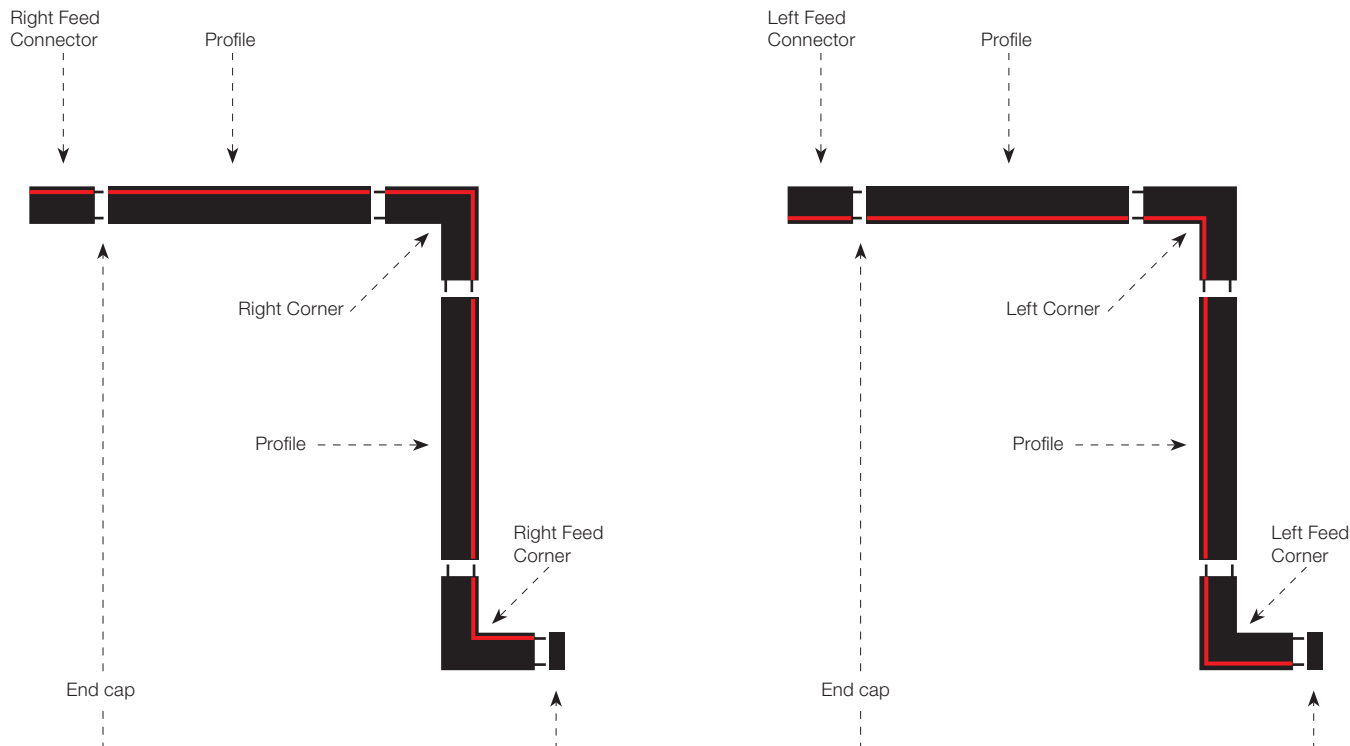 Right Feed
Connector
Profile
Right Corner
Profile
Right Feed
Corner
End cap
Left Feed
Connector
Profile
Left Corner
Profile
Left Feed
Corner
End cap